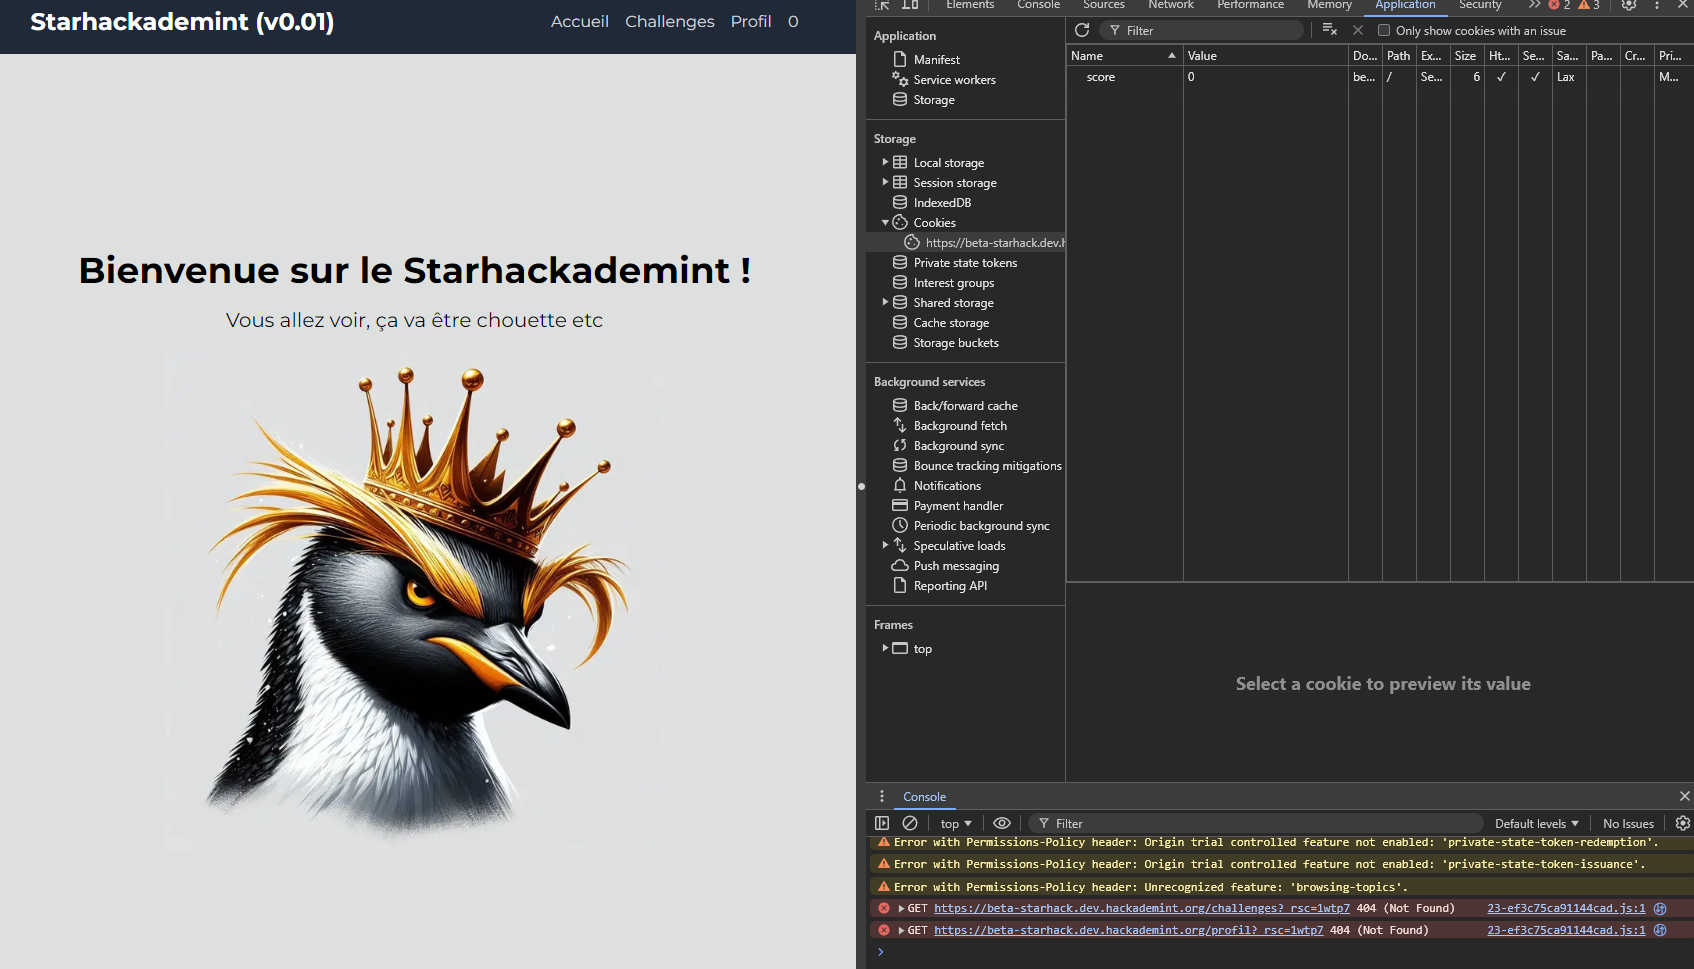 Starhackademint (v0.01)
Accueil Challenges Profil 0
Bienvenue sur le Starhackademint !
Vous allez voir, ça va être chouette etc
Elements Console Sources Network Performance Memory Application Security 2 3
Application
Manifest
Service workers
Storage
Storage
Local storage
Session storage
IndexedDB
Cookies
https://beta-starhack.dev.h
Private state tokens
Interest groups
Shared storage
Cache storage
Storage buckets
Background services
Back/forward cache
Background fetch
Background sync
Bounce tracking mitigations
Notifications
Payment handler
Periodic background sync
Speculative loads
Push messaging
Reporting API
Frames
top
Filter Only show cookies with an issue
Name Value Do... Path Ex... Size Ht... Se... Sa... Pa... Cr... Pri...
score 0 be... / Se... 6 ✓ ✓ Lax M...
Select a cookie to preview its value
Console
top Filter Default levels No Issues
Error with Permissions-Policy header: Origin trial controlled feature not enabled: 'private-state-token-redemption'.
Error with Permissions-Policy header: Origin trial controlled feature not enabled: 'private-state-token-issuance'.
Error with Permissions-Policy header: Unrecognized feature: 'browsing-topics'.
GET https://beta-starhack.dev.hackademint.org/challenges?_rsc=1wtp7 404 (Not Found) 23-ef3c75ca91144cad.js:1
GET https://beta-starhack.dev.hackademint.org/profil?_rsc=1wtp7 404 (Not Found) 23-ef3c75ca91144cad.js:1